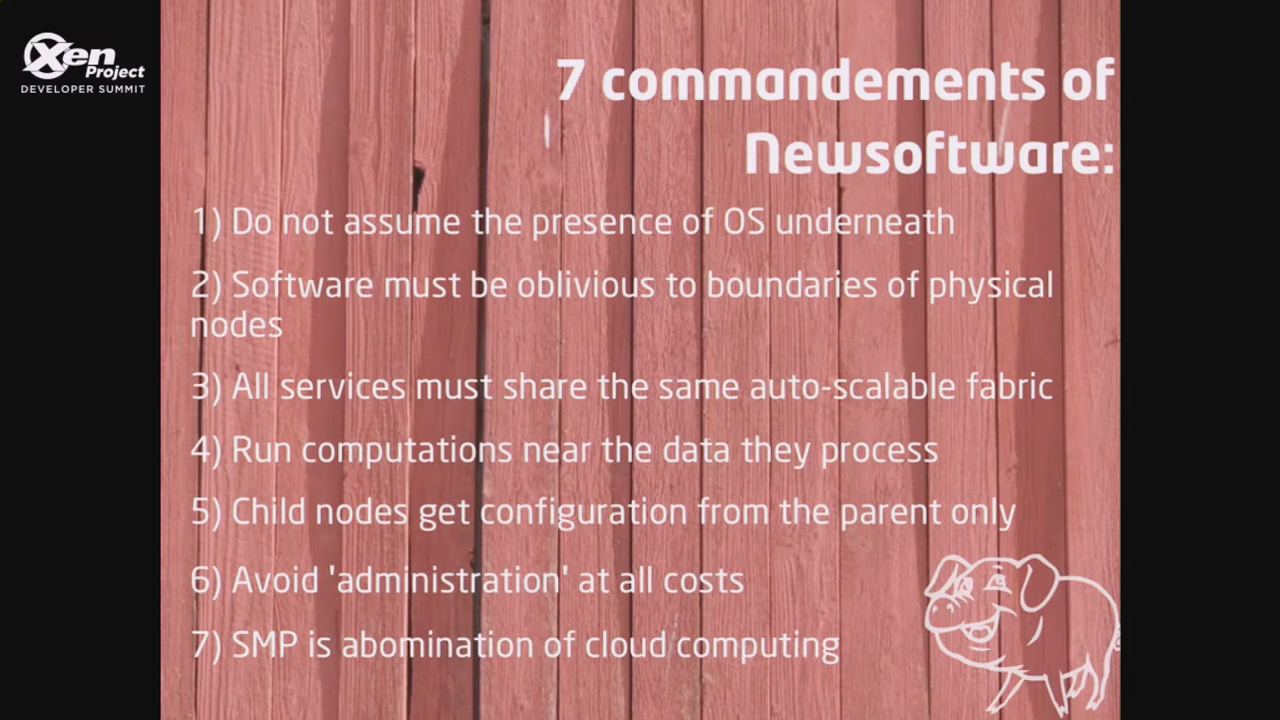 Xen
Project
DEVELOPER SUMMIT
7 commandements of
Newsoftware:
1) Do not assume the presence of OS underneath
2) Software must be oblivious to boundaries of physical
nodes
3) All services must share the same auto-scalable fabric
4) Run computations near the data they process
5) Child nodes get configuration from the parent only
6) Avoid 'administration' at all costs
7) SMP is abomination of cloud computing